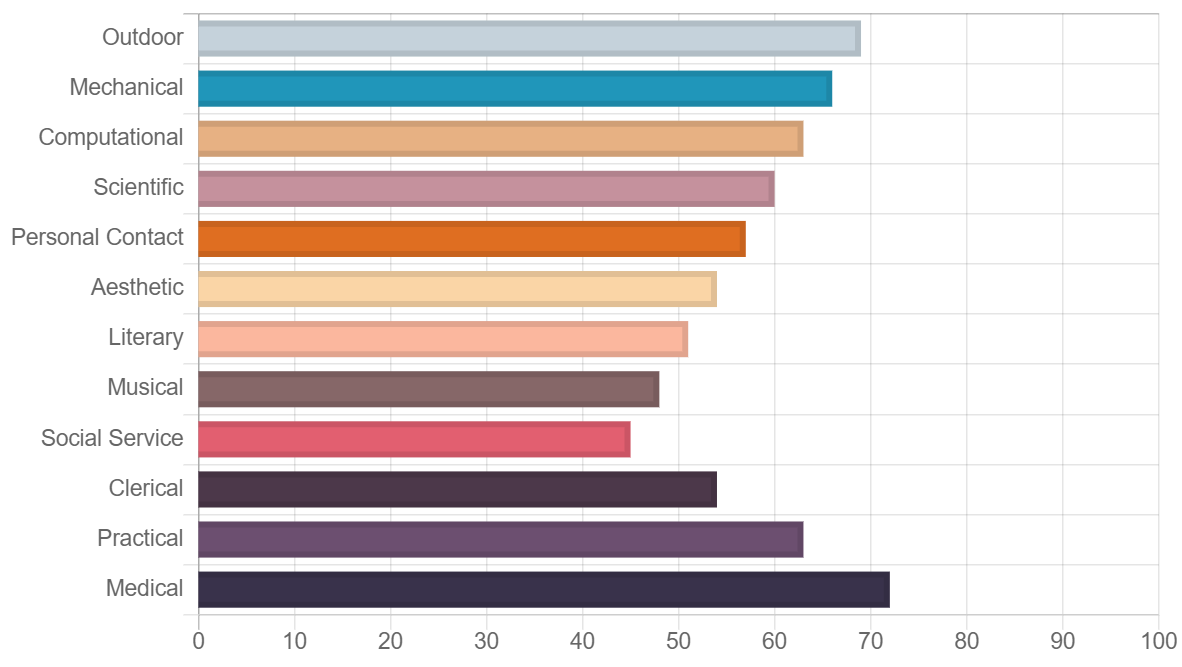 Outdoor
Mechanical
Computational
Scientific
Personal Contact
Aesthetic
Literary
Musical
Social Service
Clerical
Practical
Medical
0 10 20 30 40 50 60 70 80 90 100